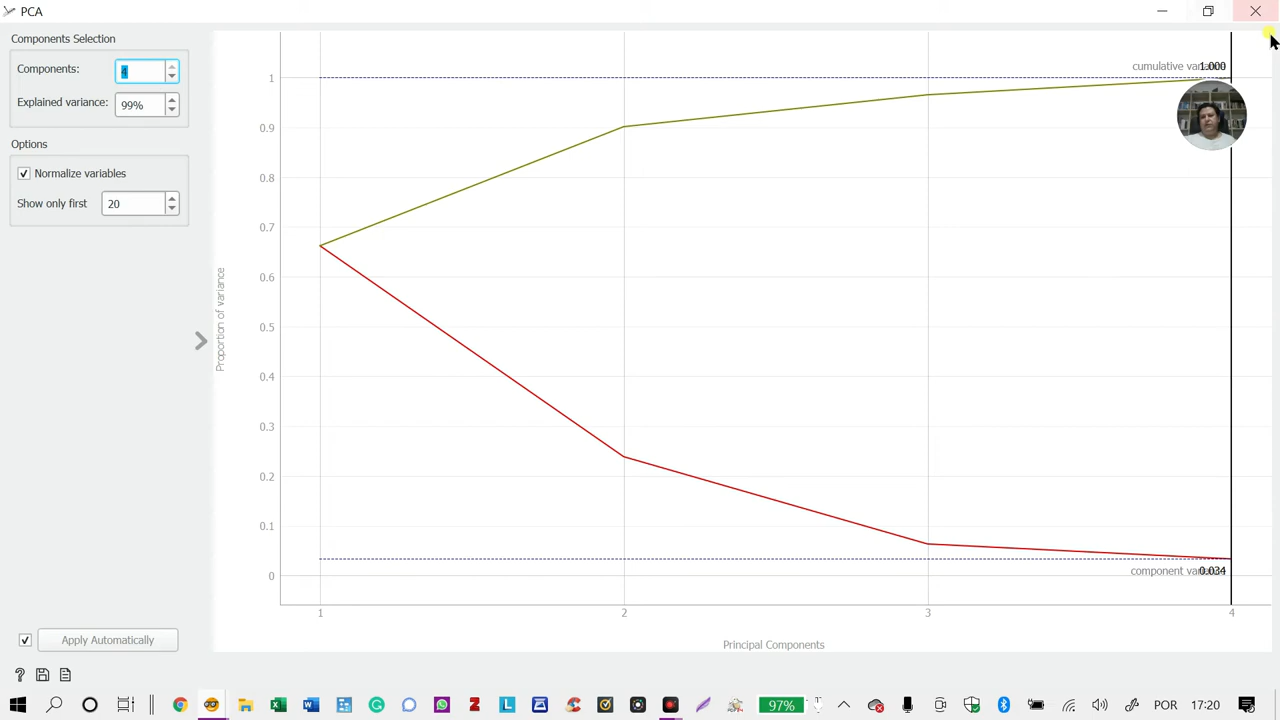 PCA
Components Selection
Components: 4
Explained variance: 99%
Options
Normalize variables
Show only first 20
Apply Automatically
Proportion of variance
1
0.9
0.8
0.7
0.6
0.5
0.4
0.3
0.2
0.1
0
1 2 3 4
Principal Components
cumulative
1.000
component
0.034
97%
POR
17:20